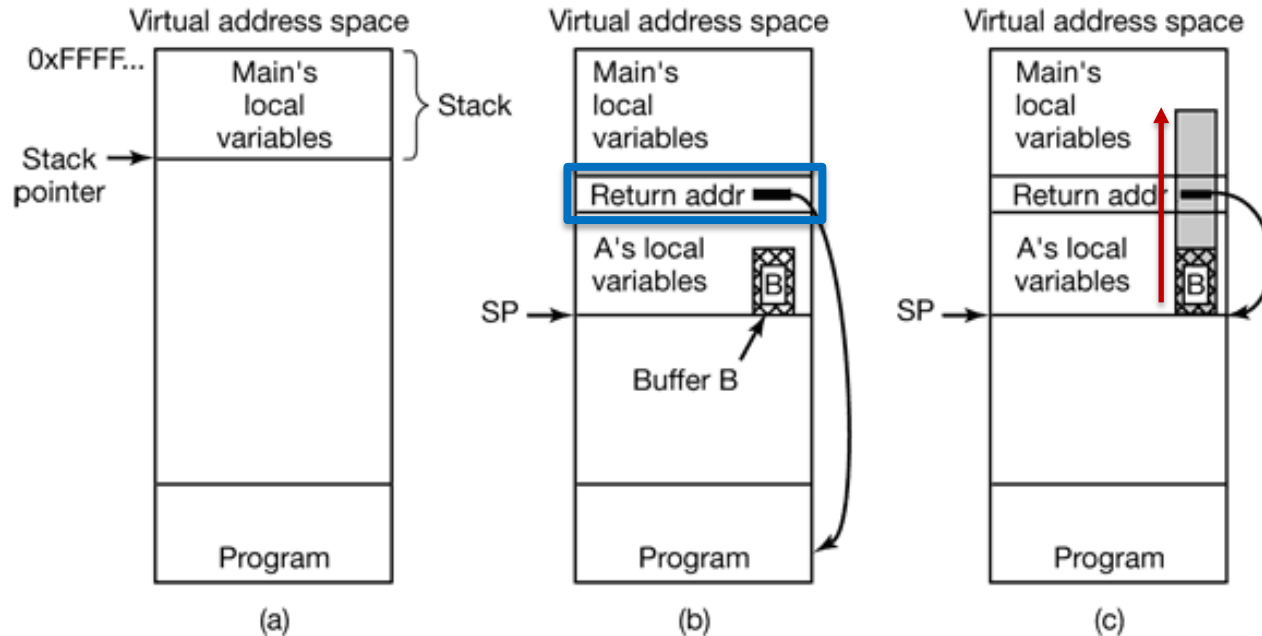 Virtual address space
0xFFFF...
Main's
local
variables
Stack
Stack
pointer
Program
(a)
Virtual address space
Main's
local
variables
Return addr
A's local
variables
B
SP
Buffer B
Program
(b)
Virtual address space
Main's
local
variables
Return addr
A's local
variables
B
SP
Program
(c)